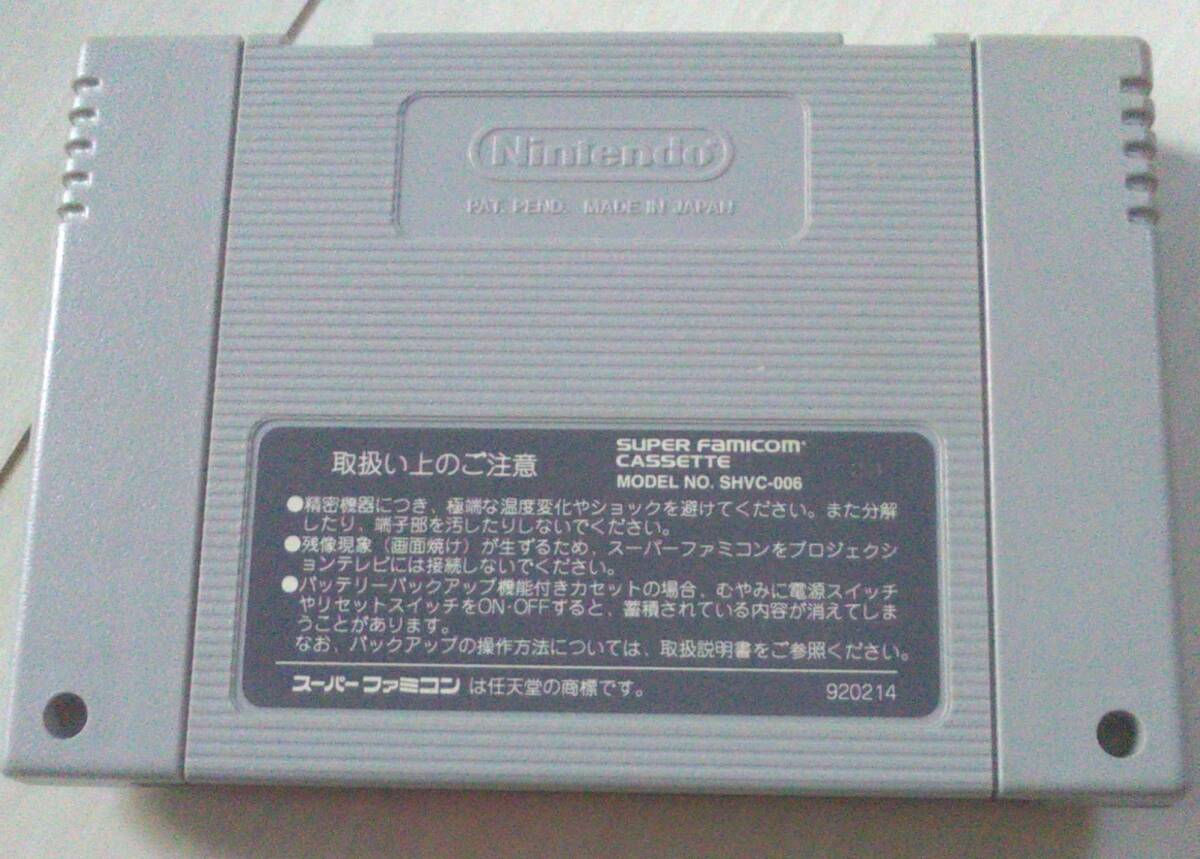 Nintendo®
PAT. PEND. MADE IN JAPAN
取扱い上のご注意
SUPER FAMICOM®
CASSETTE
MODEL NO. SHVC-006
●精密機器につき、極端な温度変化やショックを避けてください。また分解
したり、端子部を汚したりしないでください。
●残像現象（画面焼け）が生ずるため、スーパーファミコンをプロジェクシ
ョンテレビには接続しないでください。
●バッテリーバックアップ機能付きカセットの場合、むやみに電源スイッチ
やリセットスイッチをON・OFFすると、蓄積されている内容が消えてしま
うことがあります。
なお、バックアップの操作方法については、取扱説明書をご参照ください。
スーパーファミコン は任天堂の商標です。
920214